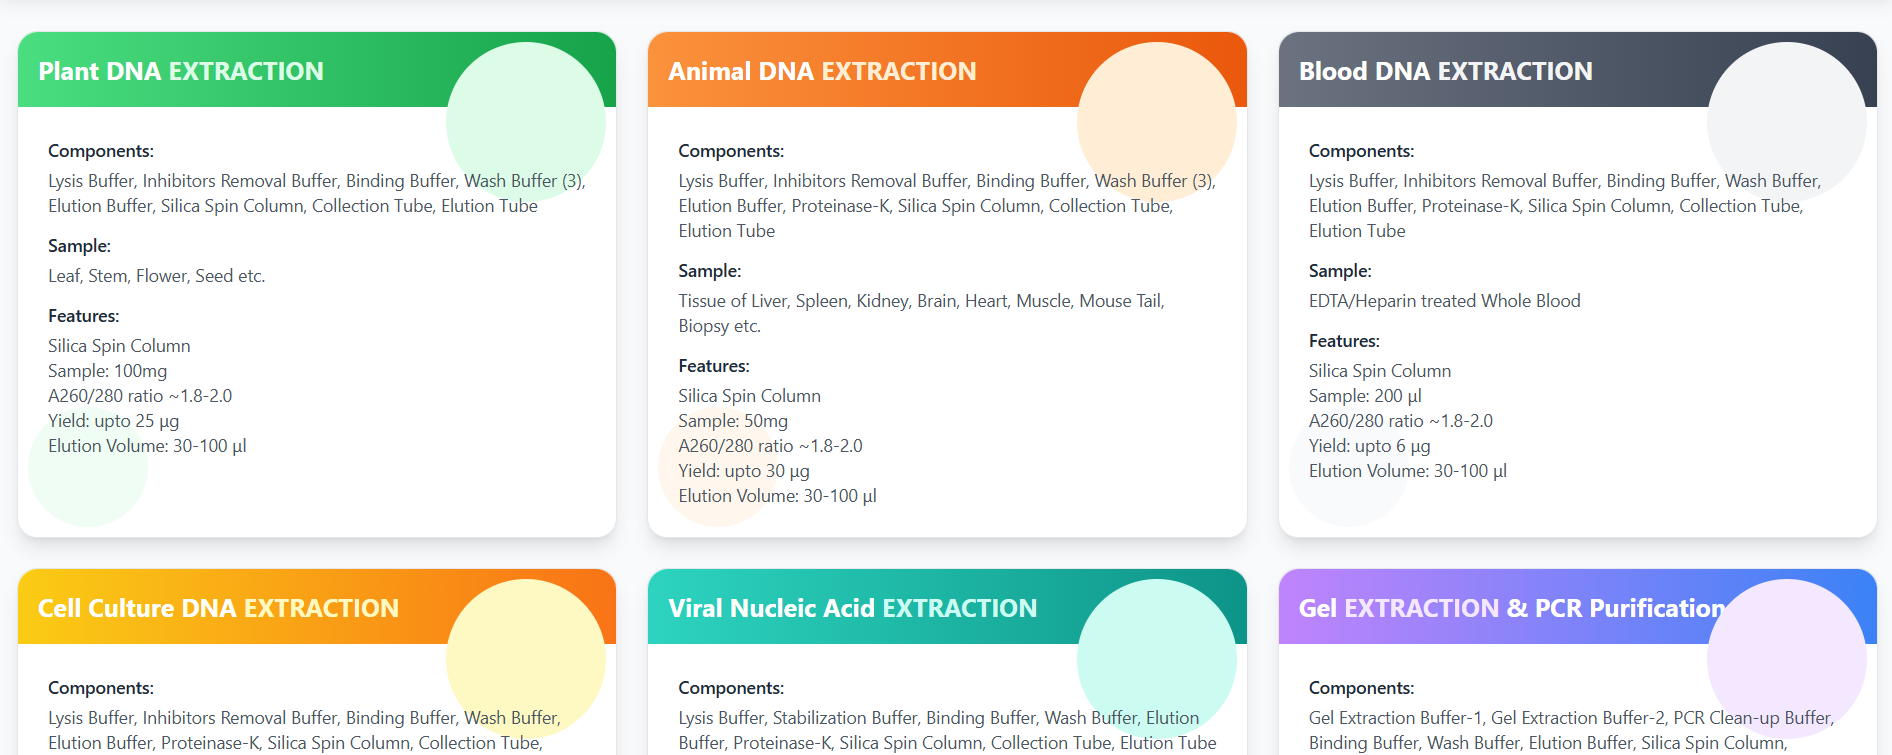 Plant DNA EXTRACTION
Components:
Lysis Buffer, Inhibitors Removal Buffer, Binding Buffer, Wash Buffer (3),
Elution Buffer, Silica Spin Column, Collection Tube, Elution Tube
Sample:
Leaf, Stem, Flower, Seed etc.
Features:
Silica Spin Column
Sample: 100mg
A260/280 ratio ~1.8-2.0
Yield: upto 25 µg
Elution Volume: 30-100 µl
Animal DNA EXTRACTION
Components:
Lysis Buffer, Inhibitors Removal Buffer, Binding Buffer, Wash Buffer (3),
Elution Buffer, Proteinase-K, Silica Spin Column, Collection Tube,
Elution Tube
Sample:
Tissue of Liver, Spleen, Kidney, Brain, Heart, Muscle, Mouse Tail,
Biopsy etc.
Features:
Silica Spin Column
Sample: 50mg
A260/280 ratio ~1.8-2.0
Yield: upto 30 µg
Elution Volume: 30-100 µl
Blood DNA EXTRACTION
Components:
Lysis Buffer, Inhibitors Removal Buffer, Binding Buffer, Wash Buffer,
Elution Buffer, Proteinase-K, Silica Spin Column, Collection Tube,
Elution Tube
Sample:
EDTA/Heparin treated Whole Blood
Features:
Silica Spin Column
Sample: 200 µl
A260/280 ratio ~1.8-2.0
Yield: upto 6 µg
Elution Volume: 30-100 µl
Cell Culture DNA EXTRACTION
Components:
Lysis Buffer, Inhibitors Removal Buffer, Binding Buffer, Wash Buffer,
Elution Buffer, Proteinase-K, Silica Spin Column, Collection Tube,
Viral Nucleic Acid EXTRACTION
Components:
Lysis Buffer, Stabilization Buffer, Binding Buffer, Wash Buffer, Elution
Buffer, Proteinase-K, Silica Spin Column, Collection Tube, Elution Tube
Gel EXTRACTION & PCR Purification
Components:
Gel Extraction Buffer-1, Gel Extraction Buffer-2, PCR Clean-up Buffer,
Binding Buffer, Wash Buffer, Elution Buffer, Silica Spin Column,